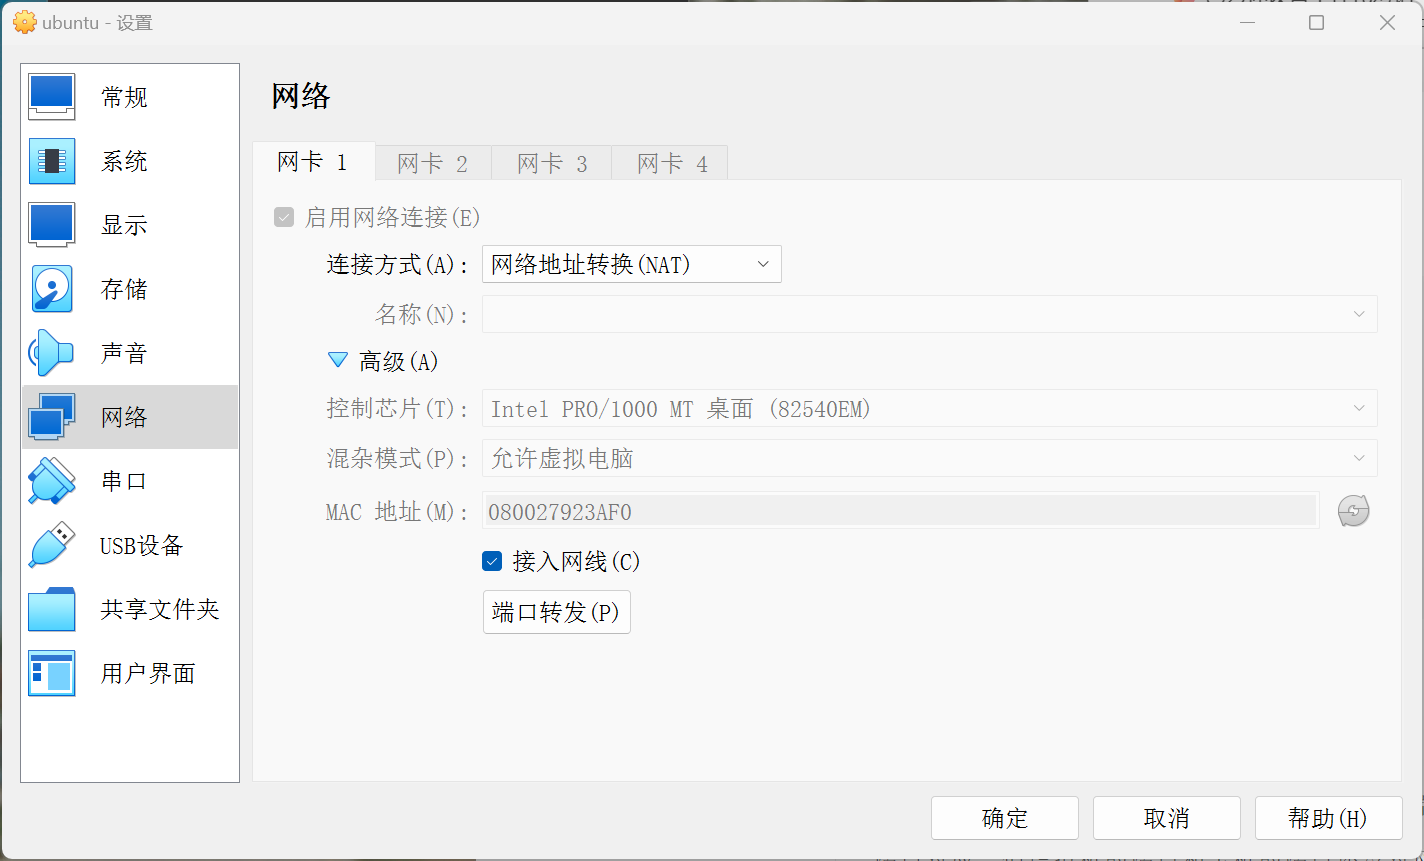 ubuntu - 设置
常规
系统
显示
存储
声音
网络
串口
USB设备
共享文件夹
用户界面
网络
网卡 1
网卡 2
网卡 3
网卡 4
启用网络连接(E)
连接方式(A): 网络地址转换(NAT)
名称(N):
高级(A)
控制芯片(T): Intel PRO/1000 MT 桌面 (82540EM)
混杂模式(P): 允许虚拟电脑
MAC 地址(M): 080027923AF0
接入网线(C)
端口转发(P)
确定
取消
帮助(H)